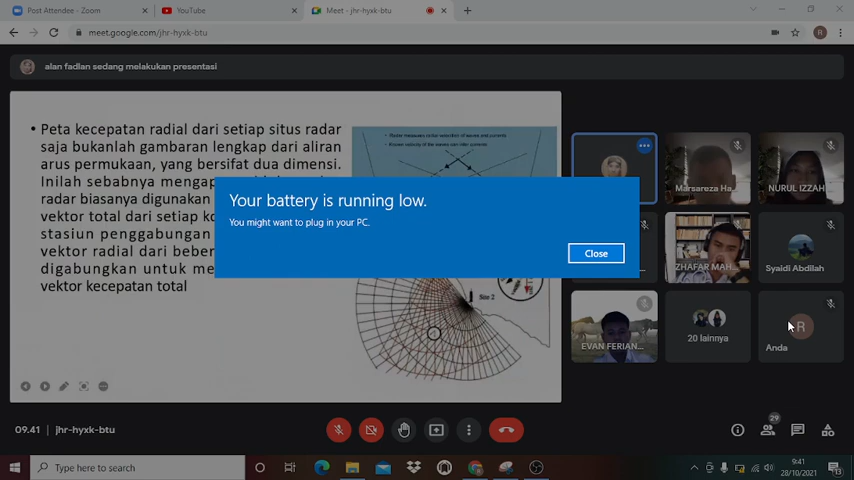 Post Attendee - Zoom
YouTube
Meet - jhr-hyxk-btu
meet.google.com/jhr-hyxk-btu
R
alan fadlan sedang melakukan presentasi
• Peta kecepatan radial dari setiap situs radar
saja bukanlah gambaran lengkap dari aliran
arus permukaan, yang bersifat dua dimensi.
Inilah sebabnya mengap
radar biasanya digunakan
vektor total dari setiap
stasiun penggabungan
vektor radial dari
digabungkan untuk
vektor kecepatan total
Site 2
Your battery is running low.
You might want to plug in your PC.
Close
Marsareza Ha...
NURUL IZZAH
ZHAFAR MAH...
Syaidi Abdilah
EVAN FERIAN...
20 lainnya
R
Anda
09.41
jhr-hyxk-btu
29
Type here to search
9:41
28/10/2021
13